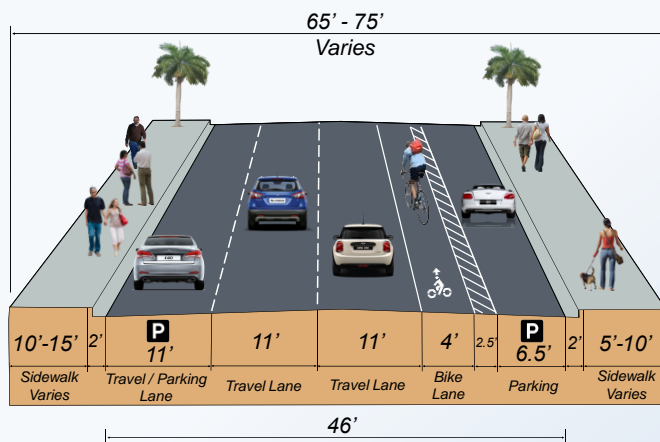 65' - 75'
Varies
10'-15'
2'
P
11'
11'
11'
4'
2.5'
P
6.5'
2'
5'-10'
Sidewalk
Varies
Travel / Parking
Lane
Travel Lane
Travel Lane
Bike
Lane
Parking
Sidewalk
Varies
46'